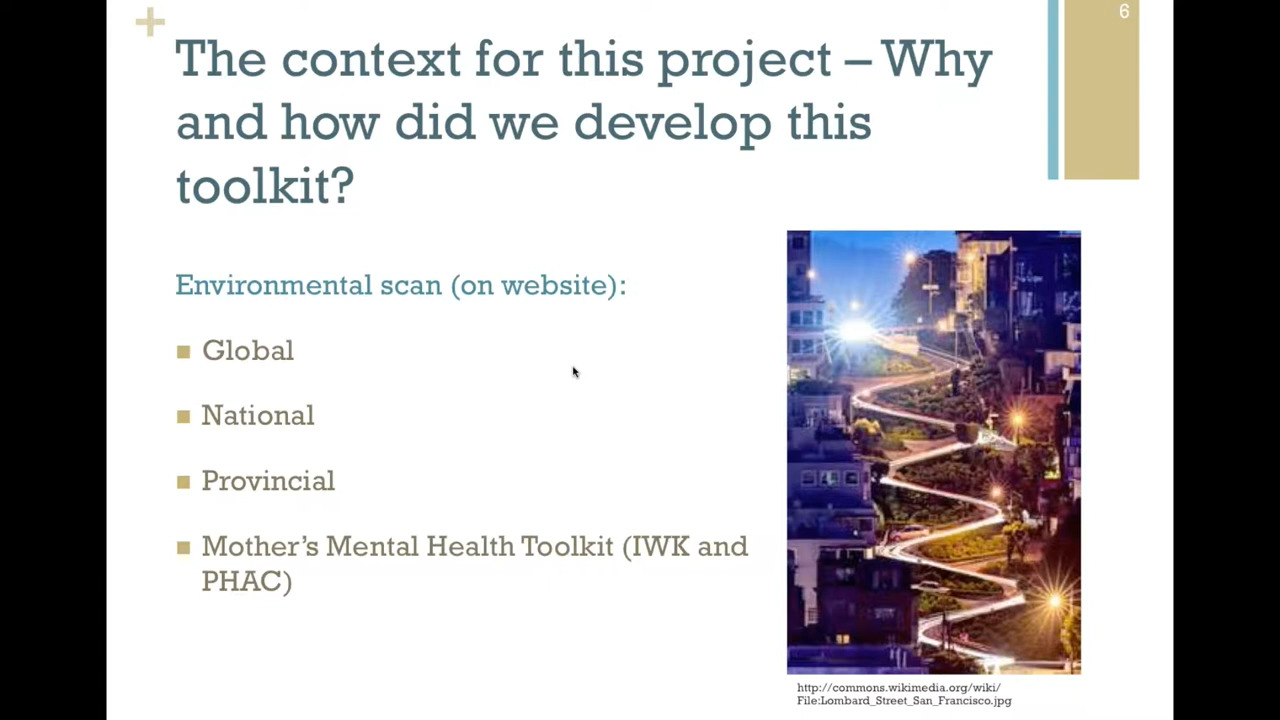 6
The context for this project – Why
and how did we develop this
toolkit?
Environmental scan (on website):
Global
National
Provincial
Mother’s Mental Health Toolkit (IWK and
PHAC)
http://commons.wikimedia.org/wiki/
File:Lombard_Street_San_Francisco.jpg